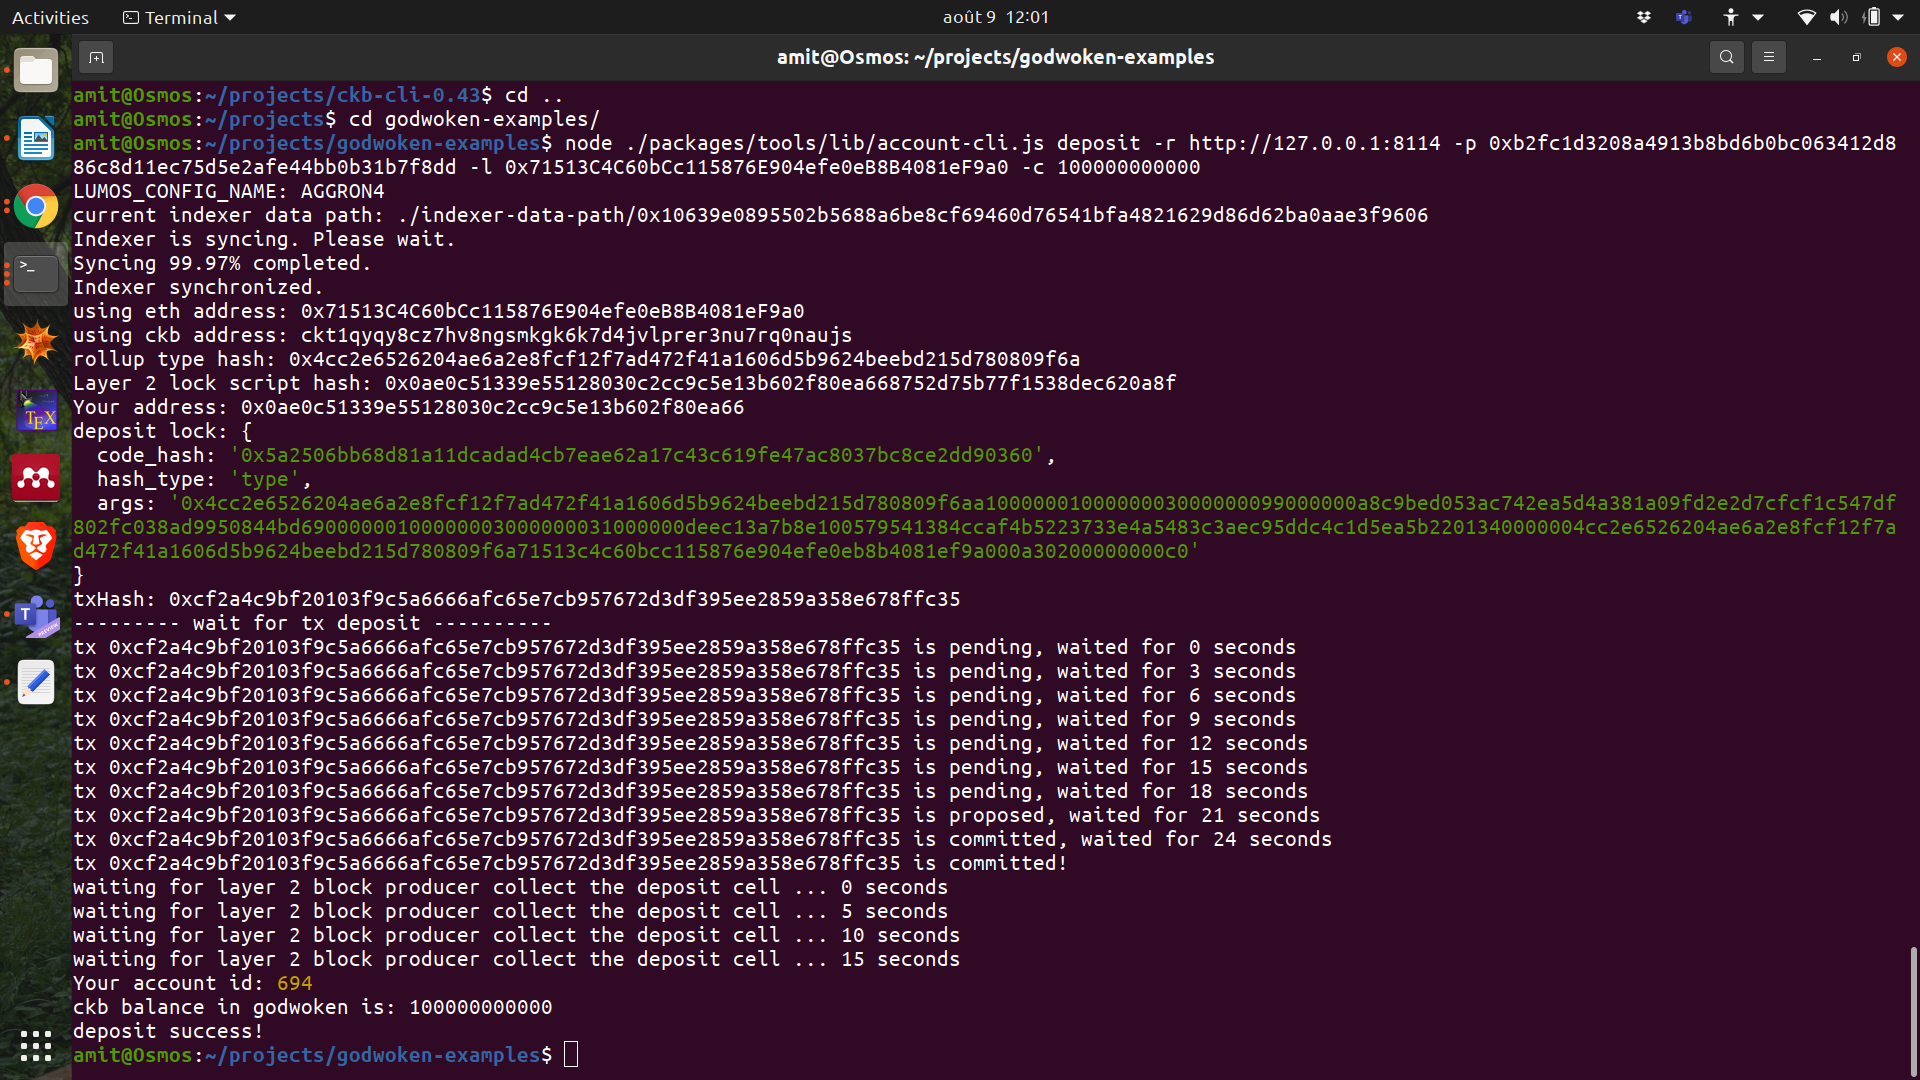 Activities
Terminal
août 9 12:01
amit@Osmos: ~/projects/godwoken-examples
amit@Osmos:~/projects/ckb-cli-0.43$ cd ..
amit@Osmos:~/projects$ cd godwoken-examples/
amit@Osmos:~/projects/godwoken-examples$ node ./packages/tools/lib/account-cli.js deposit -r http://127.0.0.1:8114 -p 0xb2fc1d3208a4913b8bd6b0bc063412d8
86c8d11ec75d5e2afe44bb0b31b7f8dd -l 0x71513C4C60bCc115876E904efe0eB8B4081eF9a0 -c 100000000000
LUMOS_CONFIG_NAME: AGGRON4
current indexer data path: ./indexer-data-path/0x10639e0895502b5688a6be8cf69460d76541bfa4821629d86d62ba0aae3f9606
Indexer is syncing. Please wait.
Syncing 99.97% completed.
Indexer synchronized.
using eth address: 0x71513C4C60bCc115876E904efe0eB8B4081eF9a0
using ckb address: ckt1qyqy8cz7hv8ngsmkgk6k7d4jvlprer3nu7rq0naujs
rollup type hash: 0x4cc2e6526204ae6a2e8fcf12f7ad472f41a1606d5b9624beebd215d780809f6a
Layer 2 lock script hash: 0x0ae0c51339e55128030c2cc9c5e13b602f80ea668752d75b77f1538dec620a8f
Your address: 0x0ae0c51339e55128030c2cc9c5e13b602f80ea66
deposit lock: {
code_hash: '0x5a2506bb68d81a11dcadad4cb7eae62a17c43c619fe47ac8037bc8ce2dd90360',
hash_type: 'type',
args: '0x4cc2e6526204ae6a2e8fcf12f7ad472f41a1606d5b9624beebd215d780809f6aa10000001000000030000000099000000a8c9bed053ac742ea5d4a381a09fd2e2d7cfcf1c547df
802fc038ad9950844bd6900000001000000030000000031000000deec13a7b8e100579541384ccaf4b5223733e4a5483c3aec95ddc4c1d5ea5b2201340000004cc2e6526204ae6a2e8fcf12f7a
d472f41a1606d5b9624beebd215d780809f6a71513c4c60bcc115876e904efe0eb8b4081ef9a000a30200000000c0'
}
txHash: 0xcf2a4c9bf20103f9c5a6666afc65e7cb957672d3df395ee2859a358e678ffc35
--------- wait for tx deposit ----------
tx 0xcf2a4c9bf20103f9c5a6666afc65e7cb957672d3df395ee2859a358e678ffc35 is pending, waited for 0 seconds
tx 0xcf2a4c9bf20103f9c5a6666afc65e7cb957672d3df395ee2859a358e678ffc35 is pending, waited for 3 seconds
tx 0xcf2a4c9bf20103f9c5a6666afc65e7cb957672d3df395ee2859a358e678ffc35 is pending, waited for 6 seconds
tx 0xcf2a4c9bf20103f9c5a6666afc65e7cb957672d3df395ee2859a358e678ffc35 is pending, waited for 9 seconds
tx 0xcf2a4c9bf20103f9c5a6666afc65e7cb957672d3df395ee2859a358e678ffc35 is pending, waited for 12 seconds
tx 0xcf2a4c9bf20103f9c5a6666afc65e7cb957672d3df395ee2859a358e678ffc35 is pending, waited for 15 seconds
tx 0xcf2a4c9bf20103f9c5a6666afc65e7cb957672d3df395ee2859a358e678ffc35 is pending, waited for 18 seconds
tx 0xcf2a4c9bf20103f9c5a6666afc65e7cb957672d3df395ee2859a358e678ffc35 is proposed, waited for 21 seconds
tx 0xcf2a4c9bf20103f9c5a6666afc65e7cb957672d3df395ee2859a358e678ffc35 is committed, waited for 24 seconds
tx 0xcf2a4c9bf20103f9c5a6666afc65e7cb957672d3df395ee2859a358e678ffc35 is committed!
waiting for layer 2 block producer collect the deposit cell ... 0 seconds
waiting for layer 2 block producer collect the deposit cell ... 5 seconds
waiting for layer 2 block producer collect the deposit cell ... 10 seconds
waiting for layer 2 block producer collect the deposit cell ... 15 seconds
Your account id: 694
ckb balance in godwoken is: 100000000000
deposit success!
amit@Osmos:~/projects/godwoken-examples$